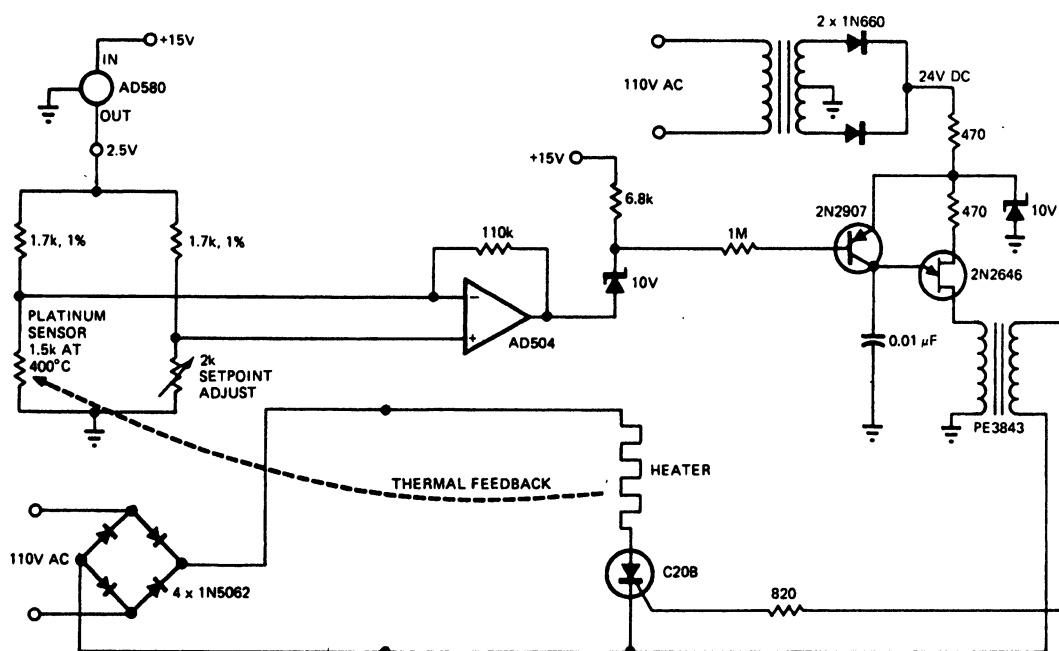 +15V
IN
AD580
OUT
2.5V
1.7k, 1%
1.7k, 1%
PLATINUM
SENSOR
1.5k AT
400°C
2k
SETPOINT
ADJUST
110k
−
+
AD504
+15V
6.8k
10V
1M
110V AC
2 x 1N660
24V DC
470
2N2907
470
10V
2N2646
0.01 µF
PE3843
THERMAL FEEDBACK
HEATER
110V AC
4 x 1N5062
C20B
820